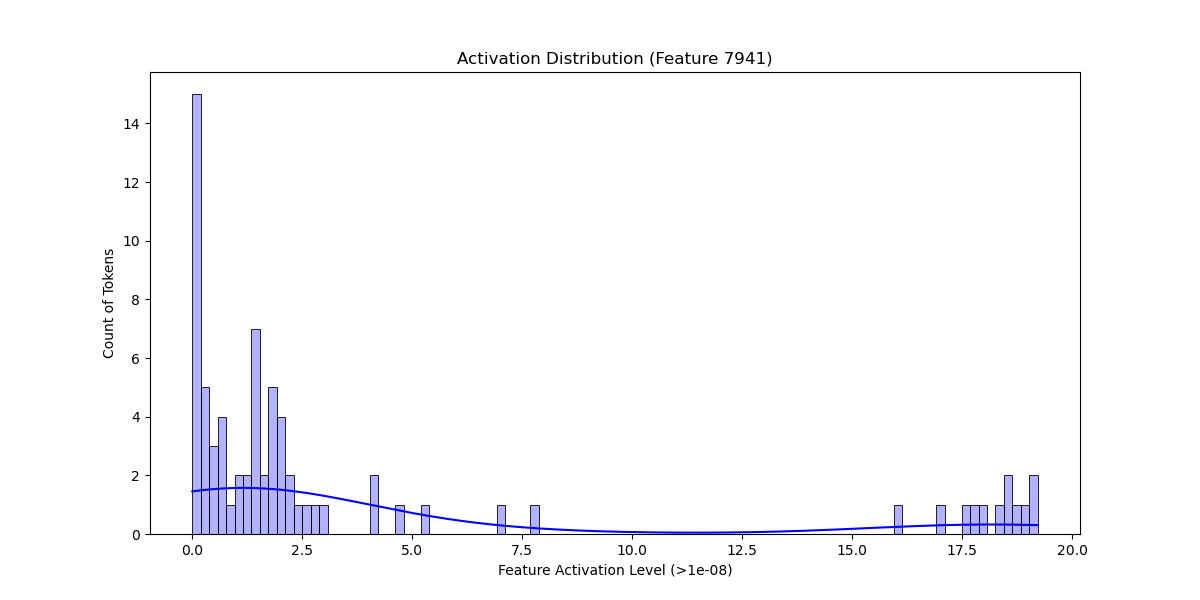 Activation Distribution (Feature 7941)
Count of Tokens
14
12
10
8
6
4
2
0
0.0 2.5 5.0 7.5 10.0 12.5 15.0 17.5 20.0
Feature Activation Level (>1e-08)